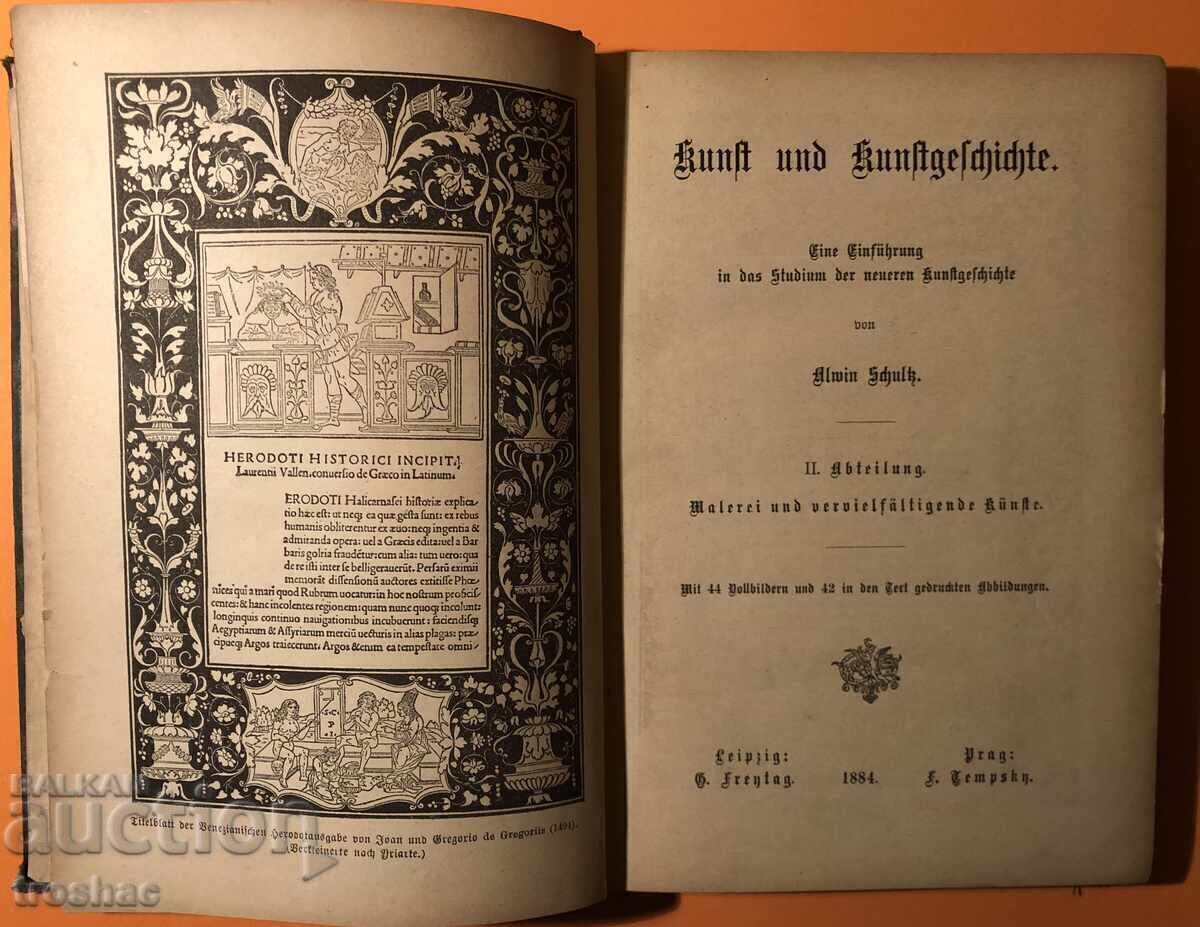 HERODOTI HISTORICI INCIPIT.
Laurentii Vallen. conuersio de Græco in Latinum.
ERODOTI Halicarnasei historiæ explica-
tio hæc est: ut neq; ea quæ gesta sunt: ex rebus
humanis obliterentur ex æuo: neq; ingentia &
admiranda opera: uel a Græcis edita: uel a Bar
baris gloria fraudētur: cum alia: tum uero: qua
de re isti inter se belligerauerūt. Persarū eximii
memorāt dissensionū auctores extitisse Phœ-
nices qui a mari quod Rubrum uocatur: in hoc nostrum proficis-
centes: & hanc incolentes regionem: quam nunc quoq; incolunt:
longinquis continuo nauigationibus incubuerunt: faciendisq;
Aegyptiarum & Assyriarum merciū uecturis in alias plagas: præ-
cipueq; Argos traiecerunt: Argos & enim ea tempestate omni-
Titelblatt der Venezianischen Herodotausgabe von Joan und Gregorio de Gregoriis (1494).
(Verkleinerte nach Yriarte.)
Kunst und Kunstgeschichte.
Eine Einführung
in das Studium der neueren Kunstgeschichte
von
Alwin Schultz.
II. Abteilung.
Malerei und vervielfältigende Künste.
Mit 44 Vollbildern und 42 in den Text gedruckten Abbildungen.
Leipzig: Prag:
G. Freytag. 1884. F. Tempsky.
BALKAN
auction
troshac